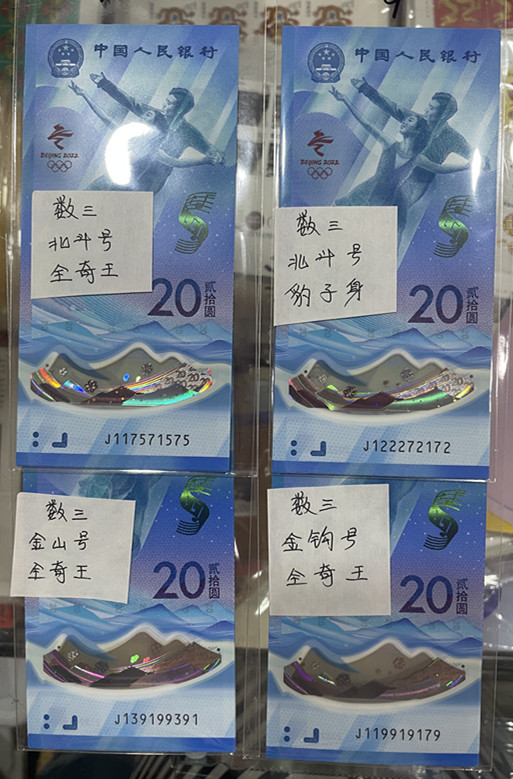 中国人民银行
BEIJING 2022
数三
北斗号
全奇王
20
贰拾圆
J117571575
中国人民银行
BEIJING 2022
数三
北斗号
豹子身
20
贰拾圆
J122272172
数三
金山号
全奇王
20
贰拾圆
J139199391
数三
金钩号
全奇王
20
贰拾圆
J119919179